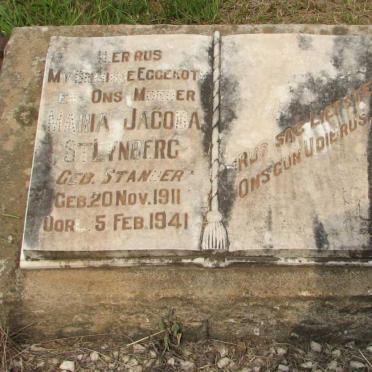 HIER RUS
MY DIERBARE EGGENOTE
EN ONS MOEDER
MARIA JACOBA
STEYNBERG
GEB. STANDER
GEB. 20 NOV. 1911
OORL. 5 FEB. 1941
RUS SAG LIEFSTE
ONS GUN U DIE RUS